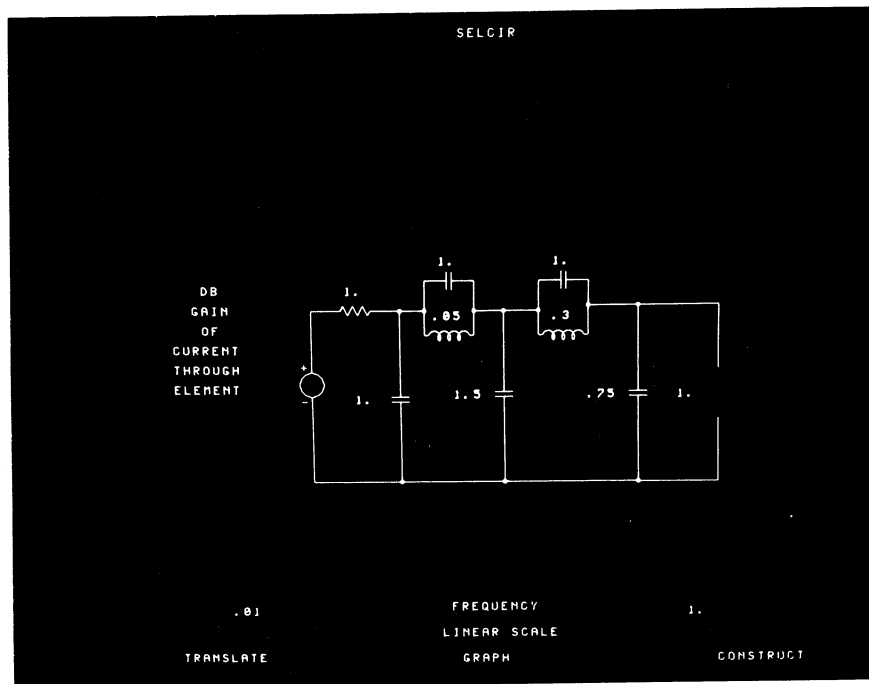 SELCIR
1.
1.
1.
.05
.3
DB
GAIN
OF
CURRENT
THROUGH
ELEMENT
+
-
1.
1.5
.75
1.
.01
FREQUENCY
1.
LINEAR SCALE
TRANSLATE
GRAPH
CONSTRUCT